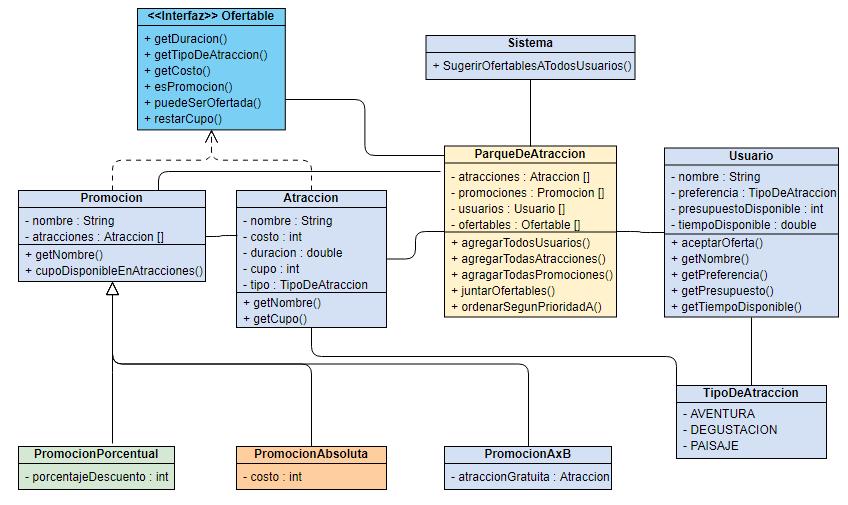 <<Interfaz>> Ofertable
+ getDuracion()
+ getTipoDeAtraccion()
+ getCosto()
+ esPromocion()
+ puedeSerOfertada()
+ restarCupo()
Sistema
+ SugerirOfertablesATodosUsuarios()
ParqueDeAtraccion
- atracciones : Atraccion []
- promociones : Promocion []
- usuarios : Usuario []
- ofertables : Ofertable []
+ agregarTodosUsuarios()
+ agregarTodasAtracciones()
+ agragarTodasPromociones()
+ juntarOfertables()
+ ordenarSegunPrioridadA()
Usuario
- nombre : String
- preferencia : TipoDeAtraccion
- presupuestoDisponible : int
- tiempoDisponible : double
+ aceptarOferta()
+ getNombre()
+ getPreferencia()
+ getPresupuesto()
+ getTiempoDisponible()
Promocion
- nombre : String
- atracciones : Atraccion []
+ getNombre()
+ cupoDisponibleEnAtracciones()
Atraccion
- nombre : String
- costo : int
- duracion : double
- cupo : int
- tipo : TipoDeAtraccion
+ getNombre()
+ getCupo()
TipoDeAtraccion
- AVENTURA
- DEGUSTACION
- PAISAJE
PromocionPorcentual
- porcentajeDescuento : int
PromocionAbsoluta
- costo : int
PromocionAxB
- atraccionGratuita : Atraccion